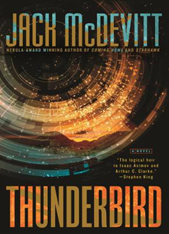 JACK McDEVITT
NEBULA AWARD-WINNING AUTHOR OF COMING HOME AND STARHAWK
A NOVEL
"The logical heir
to Isaac Asimov and
Arthur C. Clarke."
—Stephen King
THUNDERBIRD